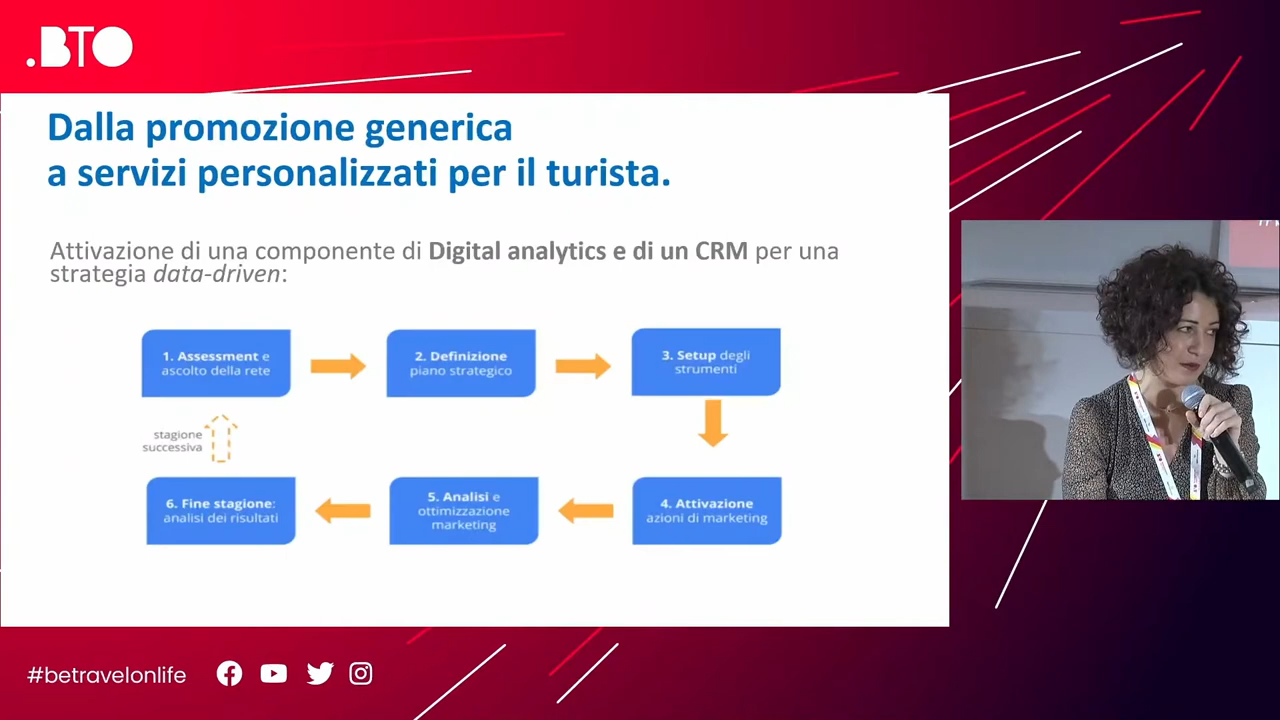 .BTO
Dalla promozione generica
a servizi personalizzati per il turista.
Attivazione di una componente di Digital analytics e di un CRM per una
strategia data-driven:
1. Assessment e
ascolto della rete
2. Definizione
piano strategico
3. Setup degli
strumenti
stagione
successiva
6. Fine stagione:
analisi dei risultati
5. Analisi e
ottimizzazione
marketing
4. Attivazione
azioni di marketing
#betravelonlife